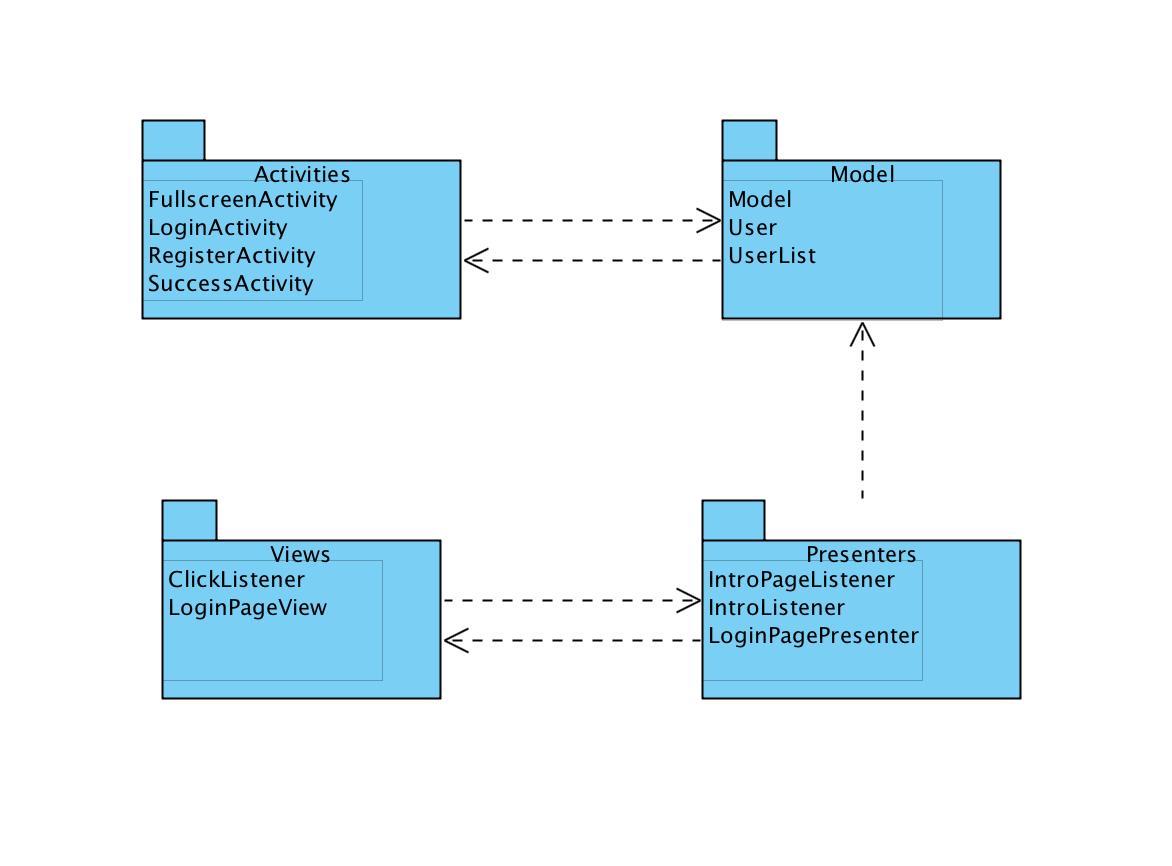 Activities
FullscreenActivity
LoginActivity
RegisterActivity
SuccessActivity
Model
Model
User
UserList
Views
ClickListener
LoginPageView
Presenters
IntroPageListener
IntroListener
LoginPagePresenter